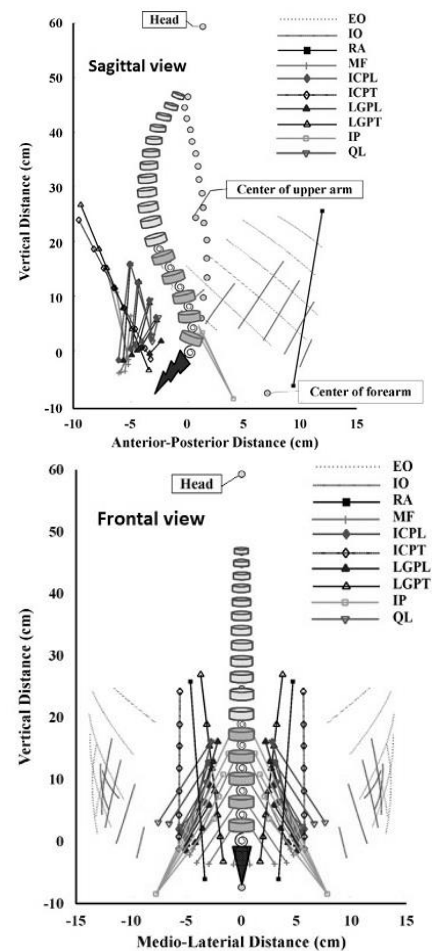 Head
Sagittal view
EO
IO
RA
MF
ICPL
ICPT
LGPL
LGPT
IP
QL
Center of upper arm
Center of forearm
60
50
40
30
20
10
0
-10
Vertical Distance (cm)
-10 -5 0 5 10 15
Anterior-Posterior Distance (cm)
Head
Frontal view
EO
IO
RA
MF
ICPL
ICPT
LGPL
LGPT
IP
QL
60
50
40
30
20
10
0
-10
Vertical Distance (cm)
-15 -10 -5 0 5 10 15
Medio-Laterial Distance (cm)